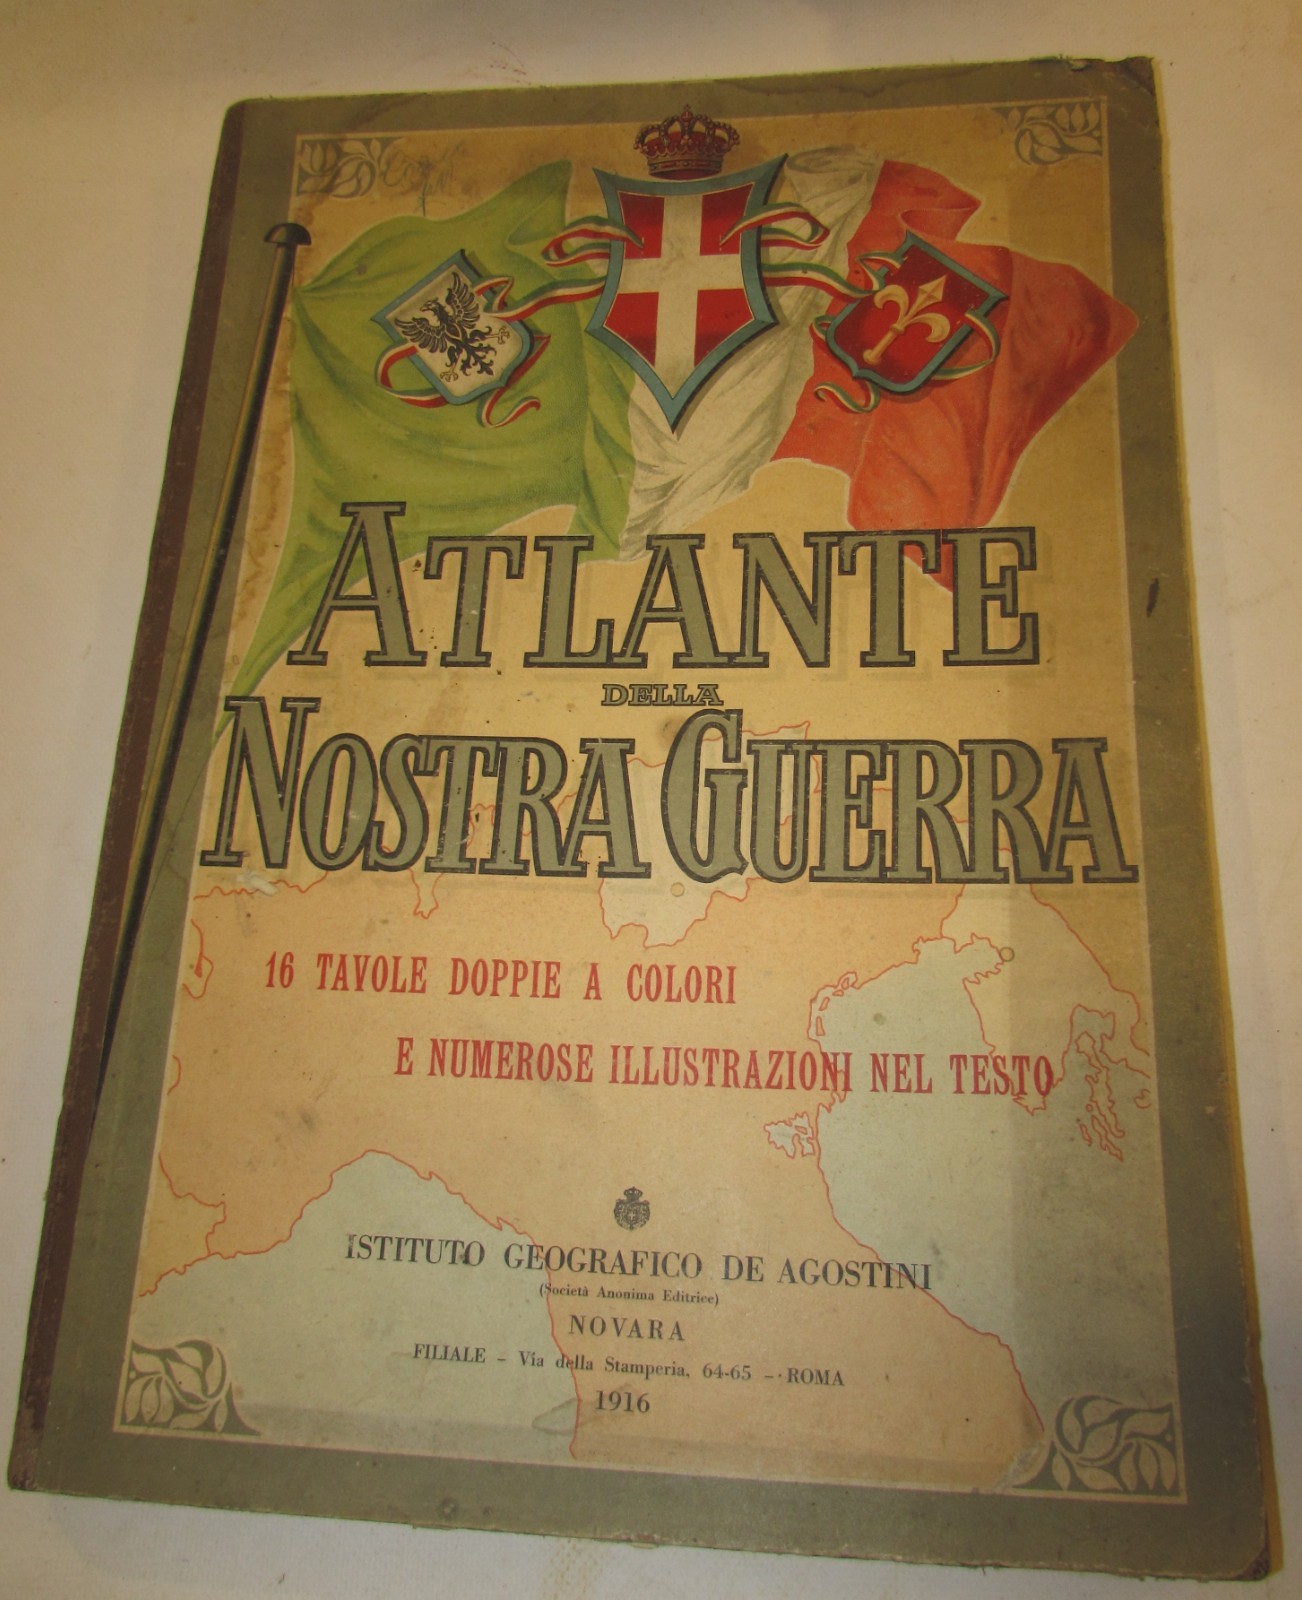 ATLANTE
DELLA
NOSTRA GUERRA
16 TAVOLE DOPPIE A COLORI
E NUMEROSE ILLUSTRAZIONI NEL TESTO
ISTITUTO GEOGRAFICO DE AGOSTINI
(Società Anonima Editrice)
NOVARA
FILIALE - Via della Stamperia, 64-65 - ROMA
1916